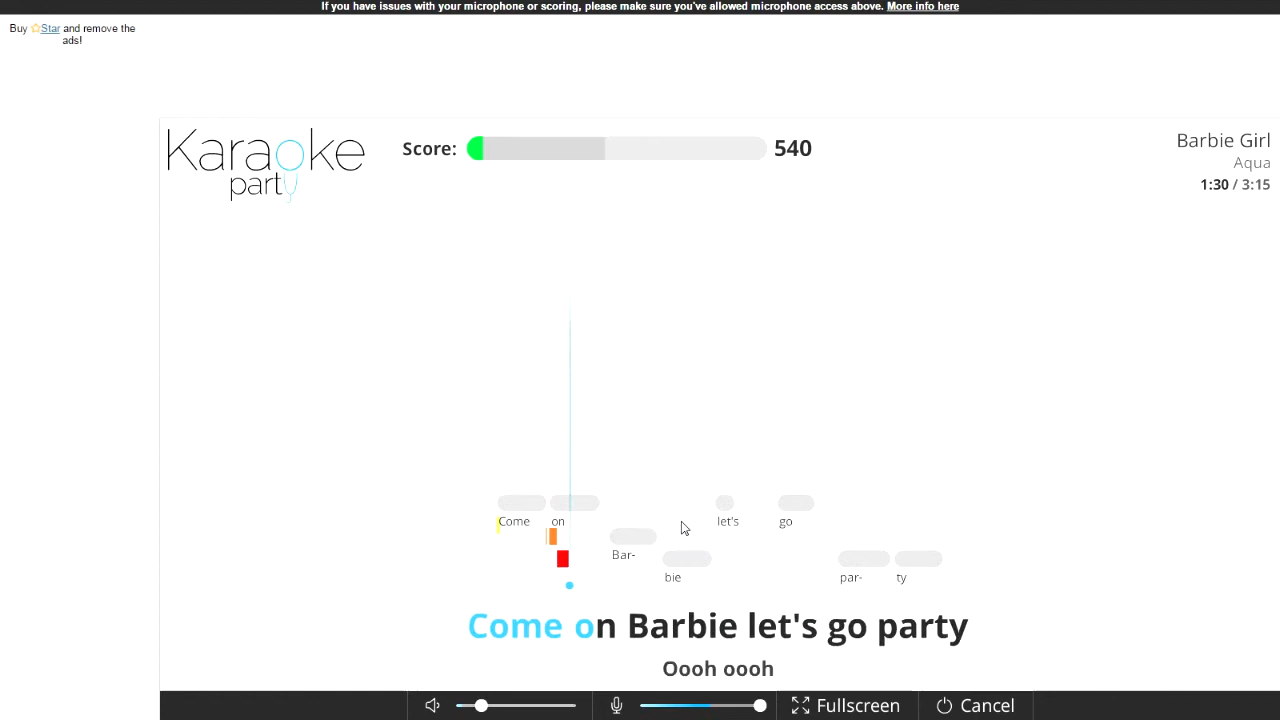 If you have issues with your microphone or scoring, please make sure you've allowed microphone access above. More info here
Buy Star and remove the
ads!
Karaoke
party
Score:
540
Barbie Girl
Aqua
1:30 / 3:15
Come
on
Bar-
bie
let's
go
par-
ty
Come on Barbie let's go party
Oooh oooh
Fullscreen
Cancel